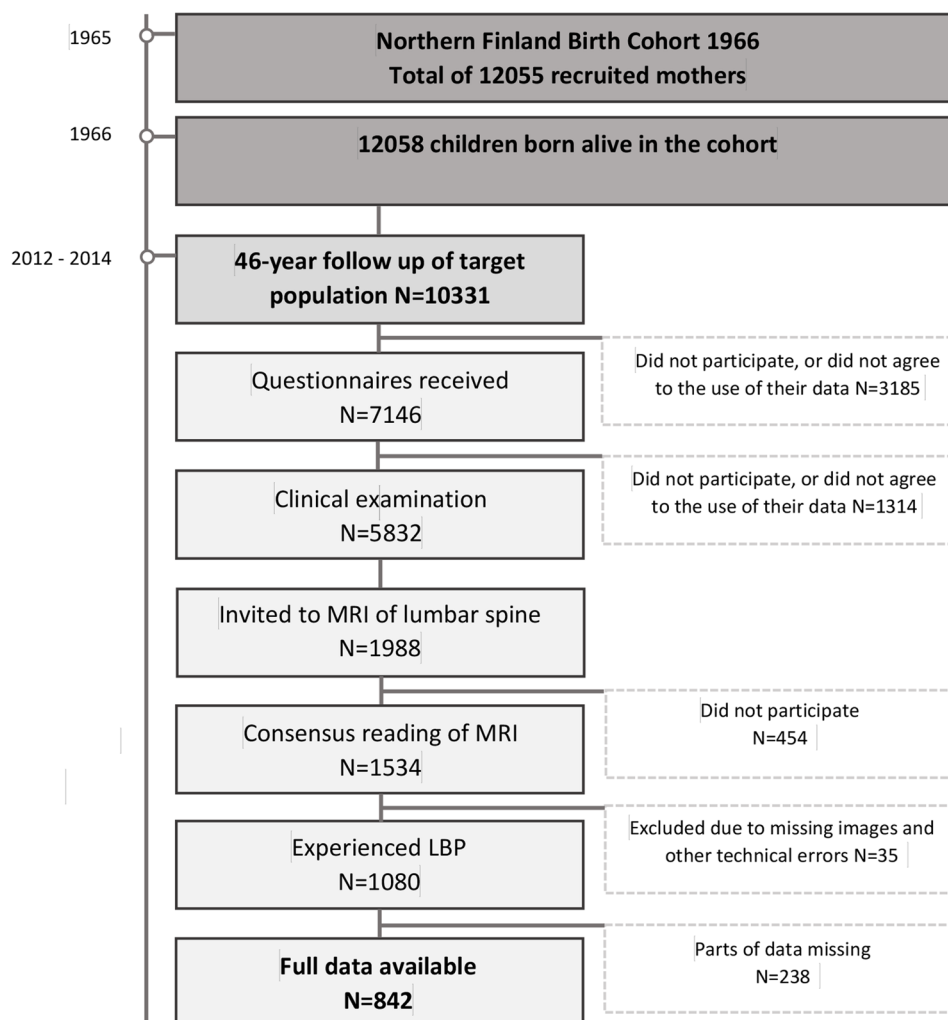 1965
Northern Finland Birth Cohort 1966
Total of 12055 recruited mothers
1966
12058 children born alive in the cohort
2012 - 2014
46-year follow up of target
population N=10331
Did not participate, or did not agree
to the use of their data N=3185
Questionnaires received
N=7146
Did not participate, or did not agree
to the use of their data N=1314
Clinical examination
N=5832
Invited to MRI of lumbar spine
N=1988
Did not participate
N=454
Consensus reading of MRI
N=1534
Excluded due to missing images and
other technical errors N=35
Experienced LBP
N=1080
Parts of data missing
N=238
Full data available
N=842